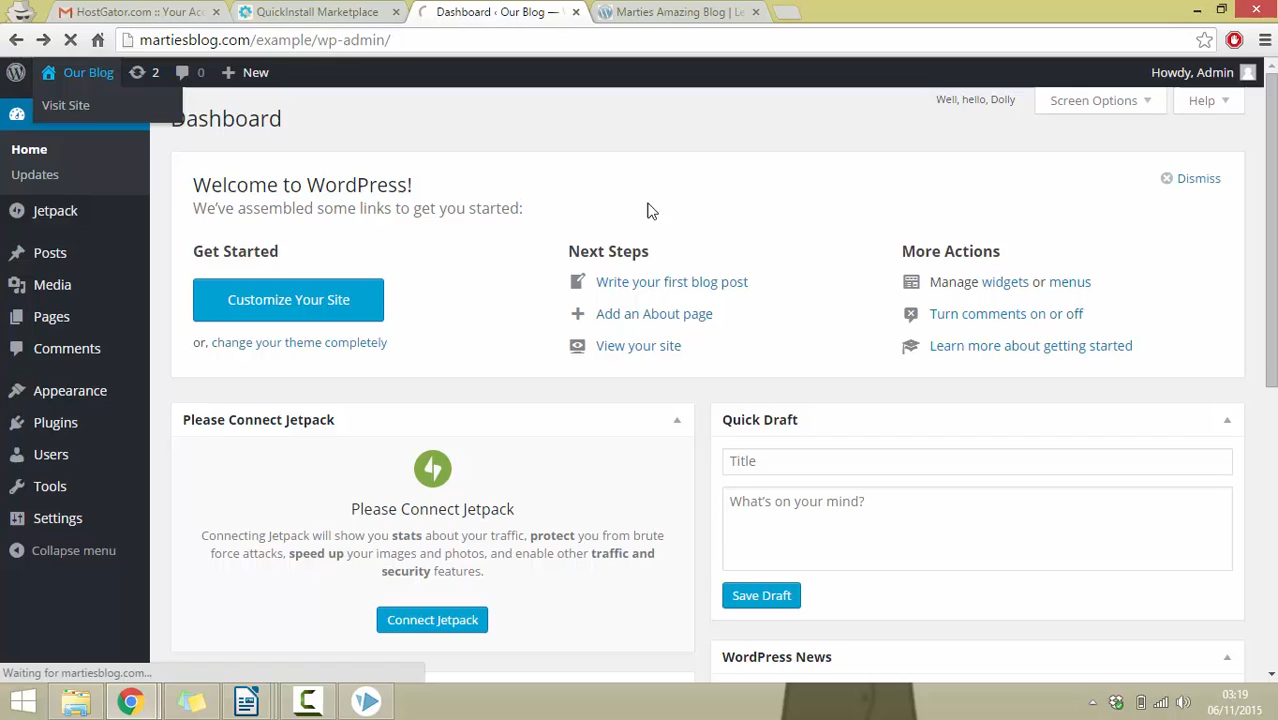 HostGator.com :: Your Acc
QuickInstall Marketplace
Dashboard ‹ Our Blog —
Marties Amazing Blog | Le
martiesblog.com/example/wp-admin/
Our Blog
2
0
New
Howdy, Admin
Visit Site
Well, hello, Dolly
Screen Options
Help
Dashboard
Home
Updates
Jetpack
Posts
Media
Pages
Comments
Appearance
Plugins
Users
Tools
Settings
Collapse menu
Welcome to WordPress!
Dismiss
We've assembled some links to get you started:
Get Started
Customize Your Site
or, change your theme completely
Next Steps
Write your first blog post
Add an About page
View your site
More Actions
Manage widgets or menus
Turn comments on or off
Learn more about getting started
Please Connect Jetpack
Please Connect Jetpack
Connecting Jetpack will show you stats about your traffic, protect you from brute
force attacks, speed up your images and photos, and enable other traffic and
security features.
Connect Jetpack
Quick Draft
Title
What's on your mind?
Save Draft
WordPress News
Waiting for martiesblog.com...
03:19
06/11/2015